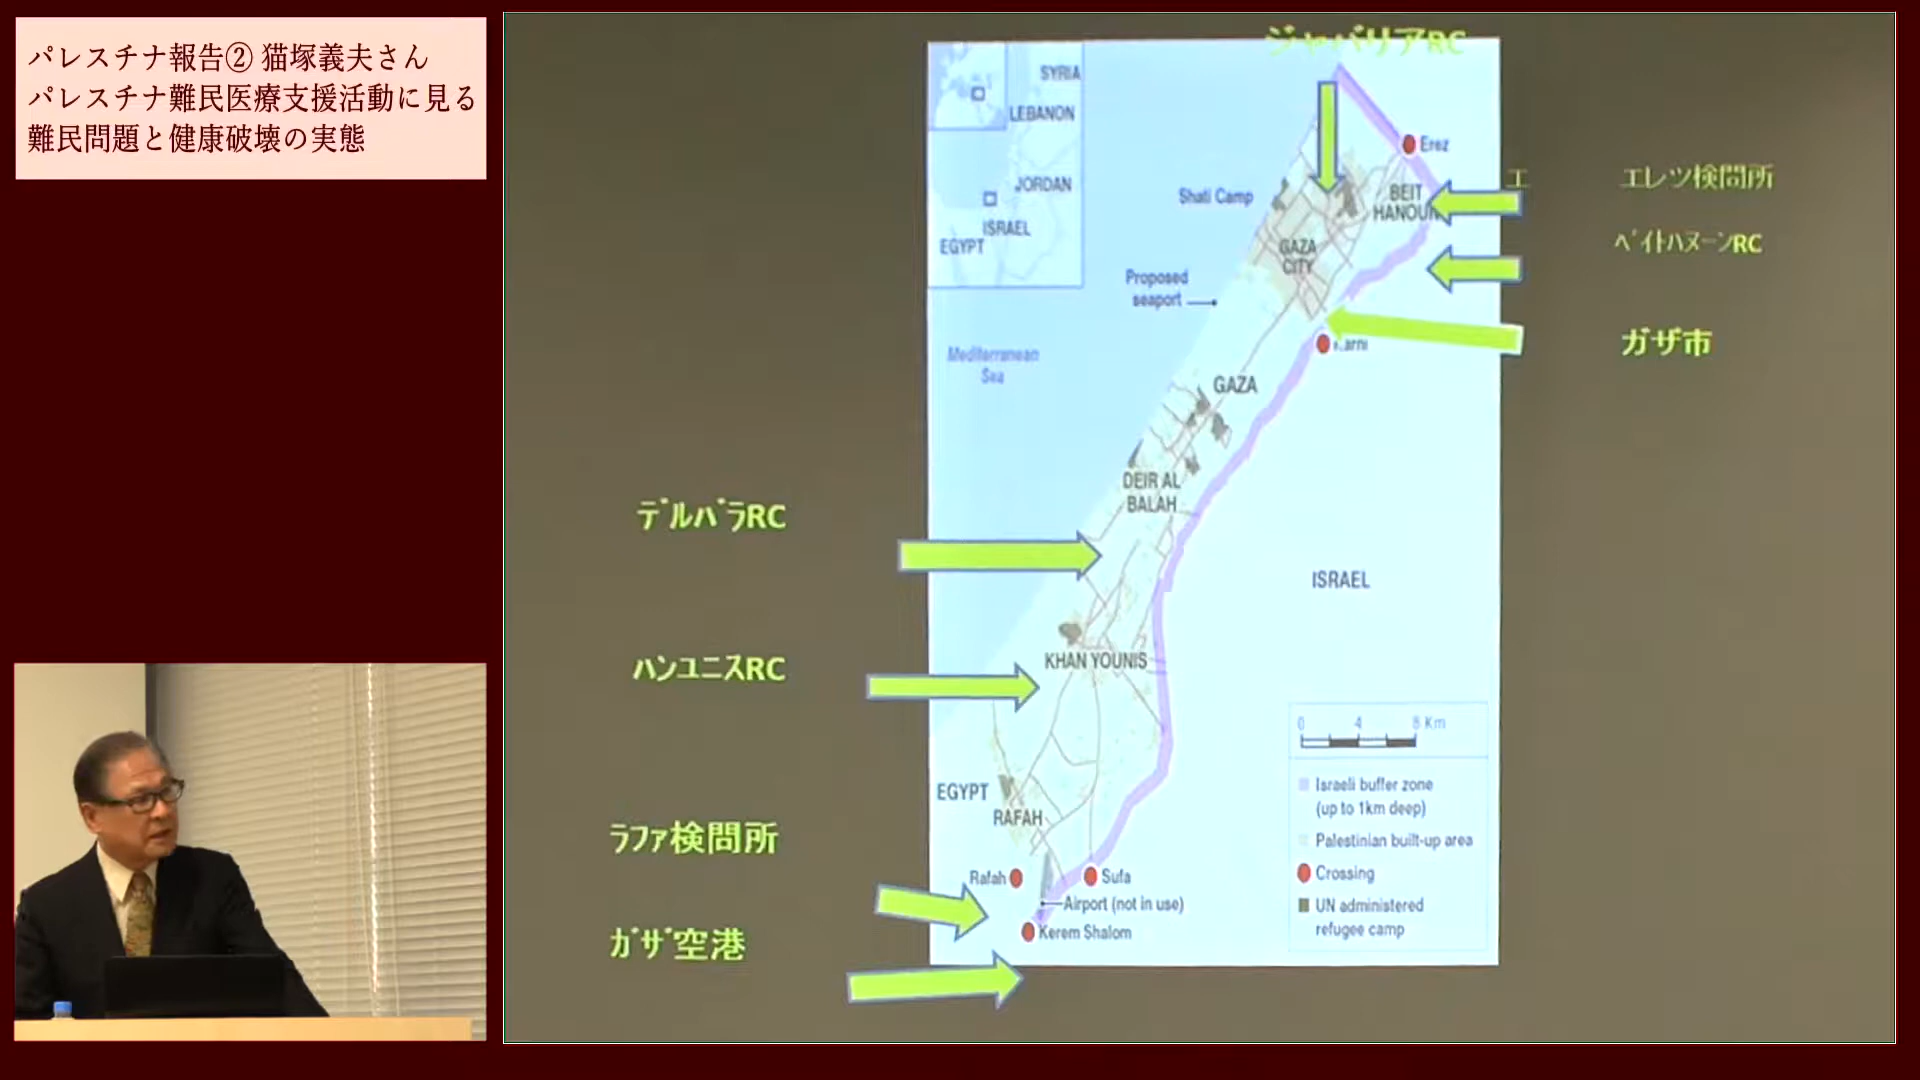 パレスチナ報告② 猫塚義夫さん
パレスチナ難民医療支援活動に見る
難民問題と健康破壊の実態
ジャバリアRC
SYRIA
LEBANON
JORDAN
ISRAEL
EGYPT
Erez
エ
エレツ検問所
Shati Camp
BEIT
HANOUN
GAZA
CITY
ﾍﾞｲﾄﾊﾇｰﾝRC
Proposed
seaport
Karni
ガザ市
Mediterranean
Sea
GAZA
DEIR AL
BALAH
ﾃﾞﾙﾊﾞﾗRC
ISRAEL
ﾊﾝﾕﾆｽRC
KHAN YOUNIS
0 4 8 Km
Israeli buffer zone
(up to 1km deep)
Palestinian built-up area
Crossing
UN administered
refugee camp
EGYPT
RAFAH
ﾗﾌｧ検問所
Rafah
Sufa
Airport (not in use)
Kerem Shalom
ｶﾞｻﾞ空港